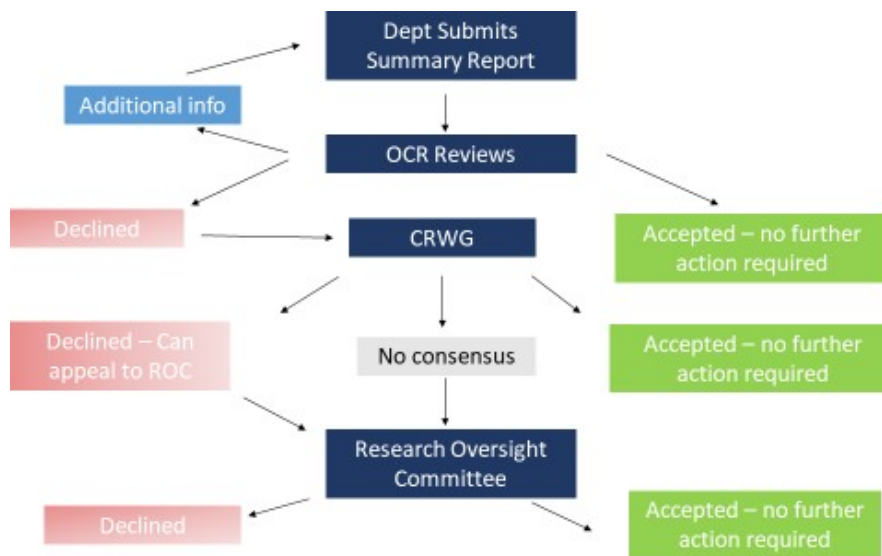 Dept Submits
Summary Report
Additional info
OCR Reviews
Declined
CRWG
Accepted – no further
action required
Declined – Can
appeal to ROC
No consensus
Accepted – no further
action required
Research Oversight
Committee
Declined
Accepted – no further
action required